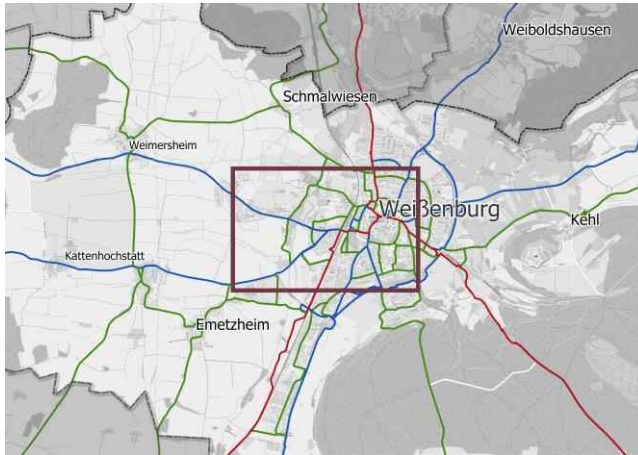 Weiboldshausen
Schmalwiesen
Weimersheim
Weißenburg
Kehl
Kattenhochstatt
Emetzheim